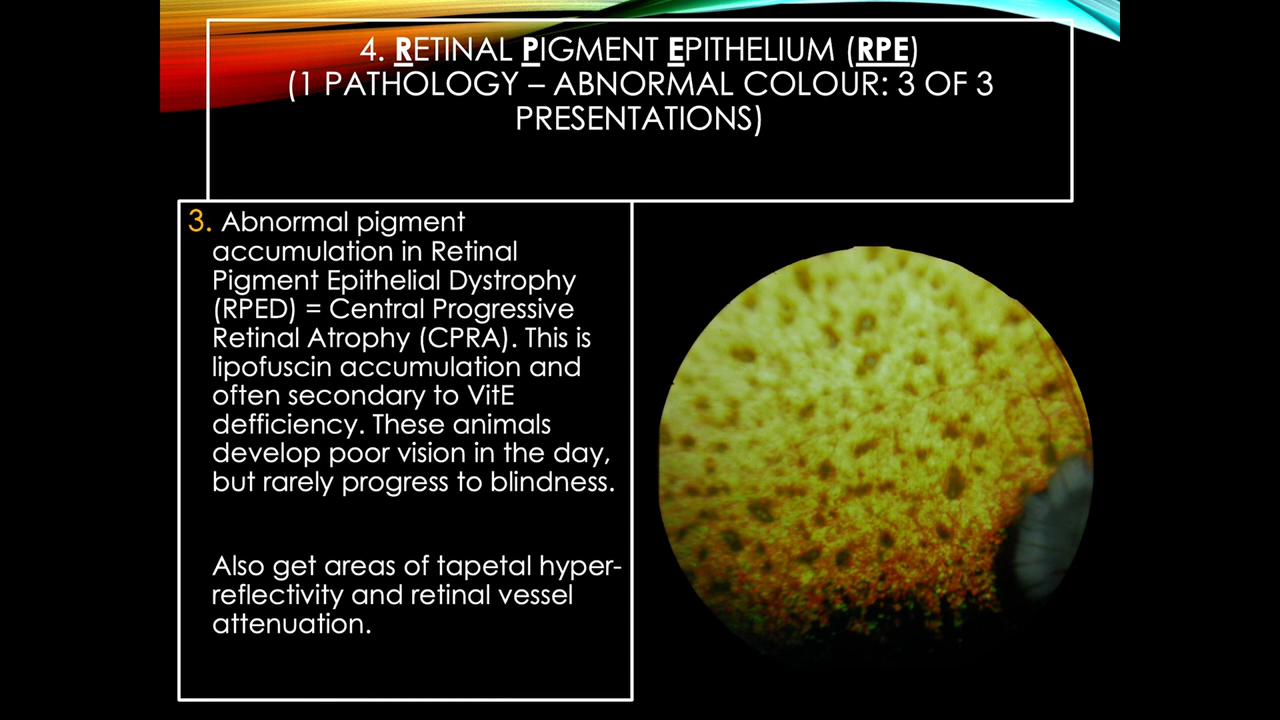 4. RETINAL PIGMENT EPITHELIUM (RPE)
(1 PATHOLOGY – ABNORMAL COLOUR: 3 OF 3
PRESENTATIONS)
3. Abnormal pigment
accumulation in Retinal
Pigment Epithelial Dystrophy
(RPED) = Central Progressive
Retinal Atrophy (CPRA). This is
lipofuscin accumulation and
often secondary to VitE
defficiency. These animals
develop poor vision in the day,
but rarely progress to blindness.
Also get areas of tapetal hyper-
reflectivity and retinal vessel
attenuation.